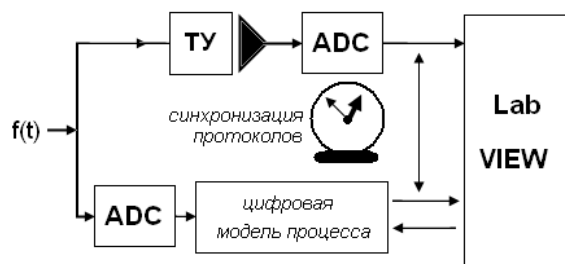 ТУ
ADC
синхронизация
протоколов
f(t)
Lab
VIEW
ADC
цифровая
модель процесса